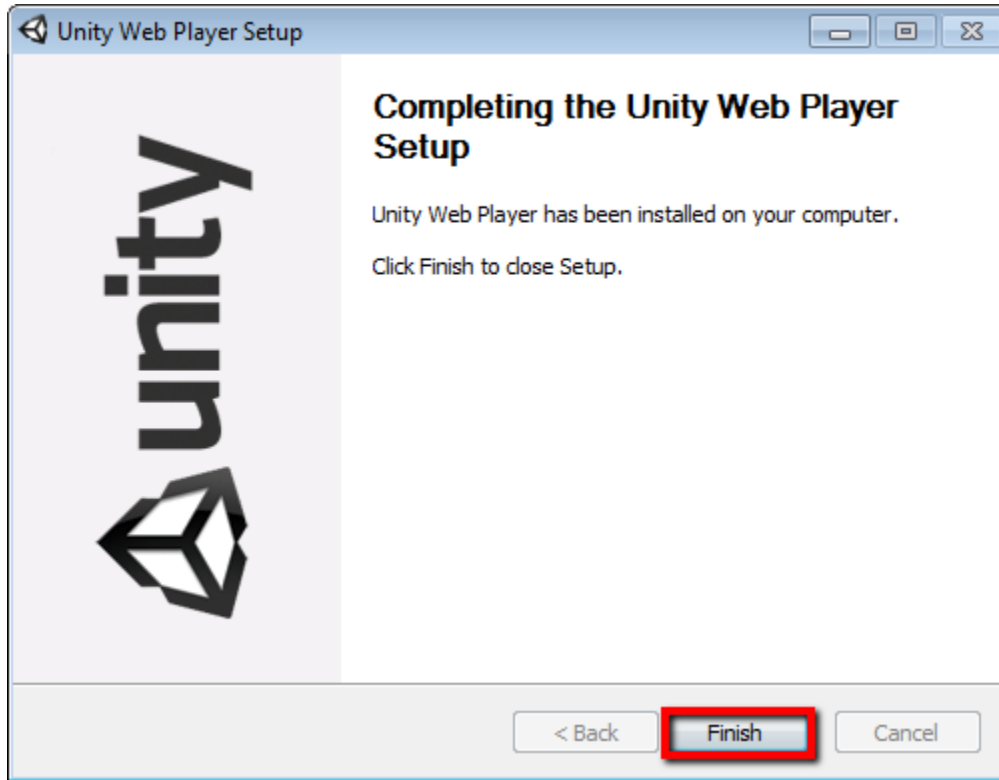 Unity Web Player Setup
Completing the Unity Web Player
Setup
Unity Web Player has been installed on your computer.
Click Finish to close Setup.
unity
< Back
Finish
Cancel